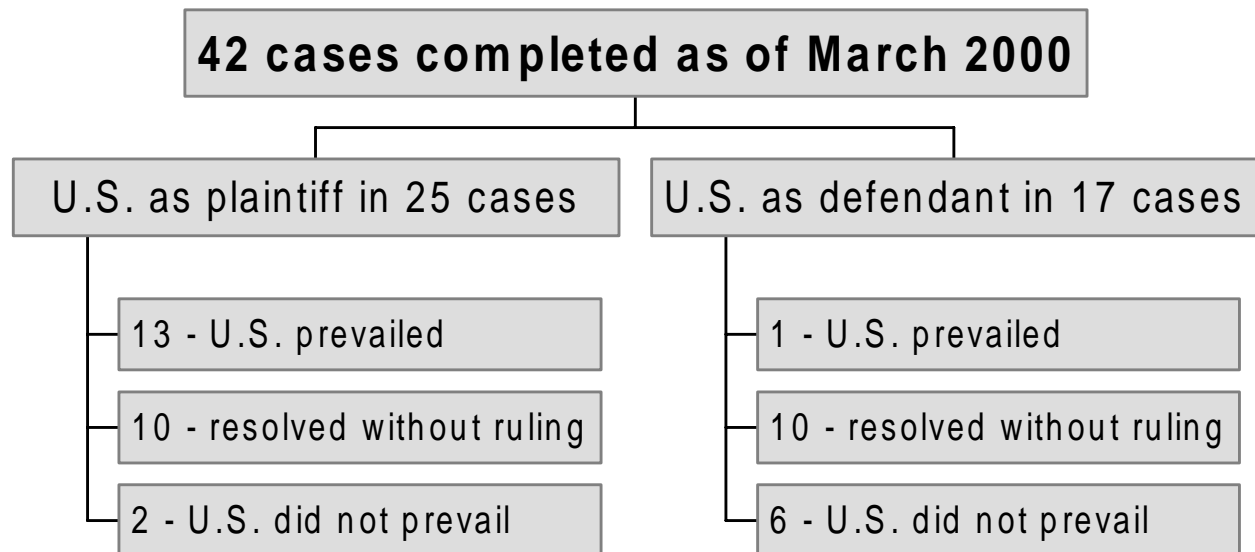 42 cases completed as of March 2000
U.S. as plaintiff in 25 cases
13 - U.S. prevailed
10 - resolved without ruling
2 - U.S. did not prevail
U.S. as defendant in 17 cases
1 - U.S. prevailed
10 - resolved without ruling
6 - U.S. did not prevail